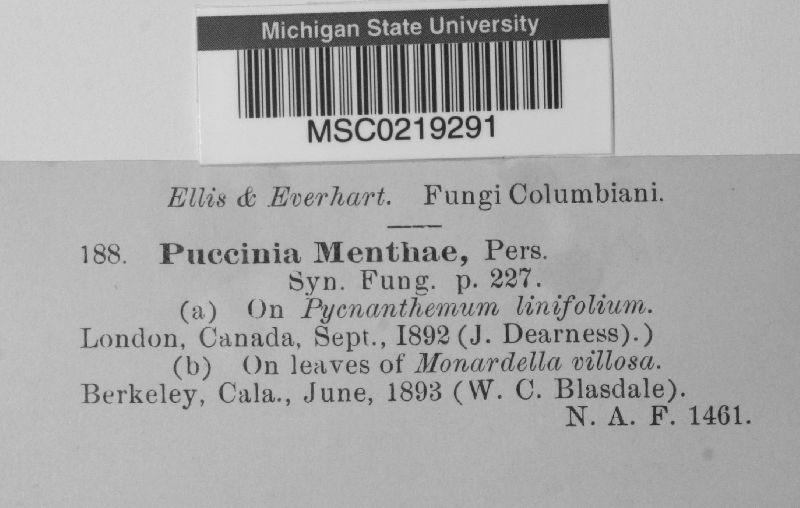 Michigan State University
MSC0219291
Ellis & Everhart. Fungi Columbiani.
188. Puccinia Menthae, Pers.
Syn. Fung. p. 227.
(a) On Pycnanthemum linifolium.
London, Canada, Sept., 1892 (J. Dearness).)
(b) On leaves of Monardella villosa.
Berkeley, Cala., June, 1893 (W. C. Blasdale).
N. A. F. 1461.